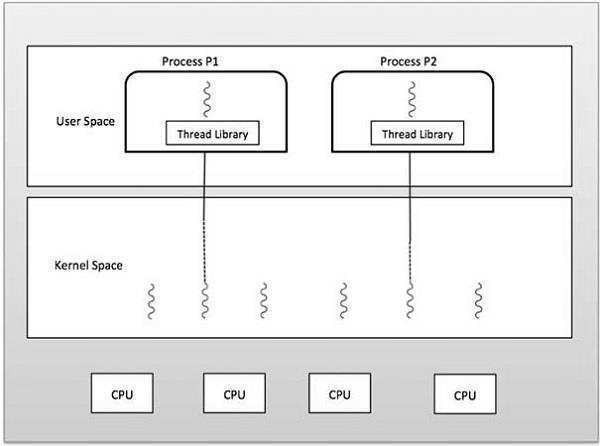 Process P1
Process P2
User Space
Thread Library
Thread Library
Kernel Space
CPU
CPU
CPU
CPU